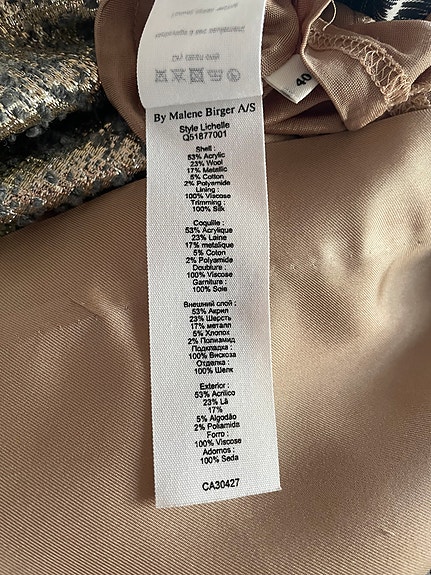 40
By Malene Birger A/S
Style Lichelle
Q51877001
Shell :
53% Acrylic
23% Wool
17% Metallic
5% Cotton
2% Polyamide
Lining :
100% Viscose
Trimming :
100% Silk
Coquille :
53% Acrylique
23% Laine
17% metalique
5% Coton
2% Polyamide
Doublure :
100% Viscose
Garniture :
100% Soie
Внешний слой :
53% Акрил
23% Шерсть
17% металл
5% Хлопок
2% Полиамид
Подкладка :
100% Вискоза
Отделка :
100% Шелк
Exterior :
53% Acrilico
23% Lã
17%
5% Algodão
2% Poliamida
Forro :
100% Viscose
Adornos :
100% Seda
CA30427